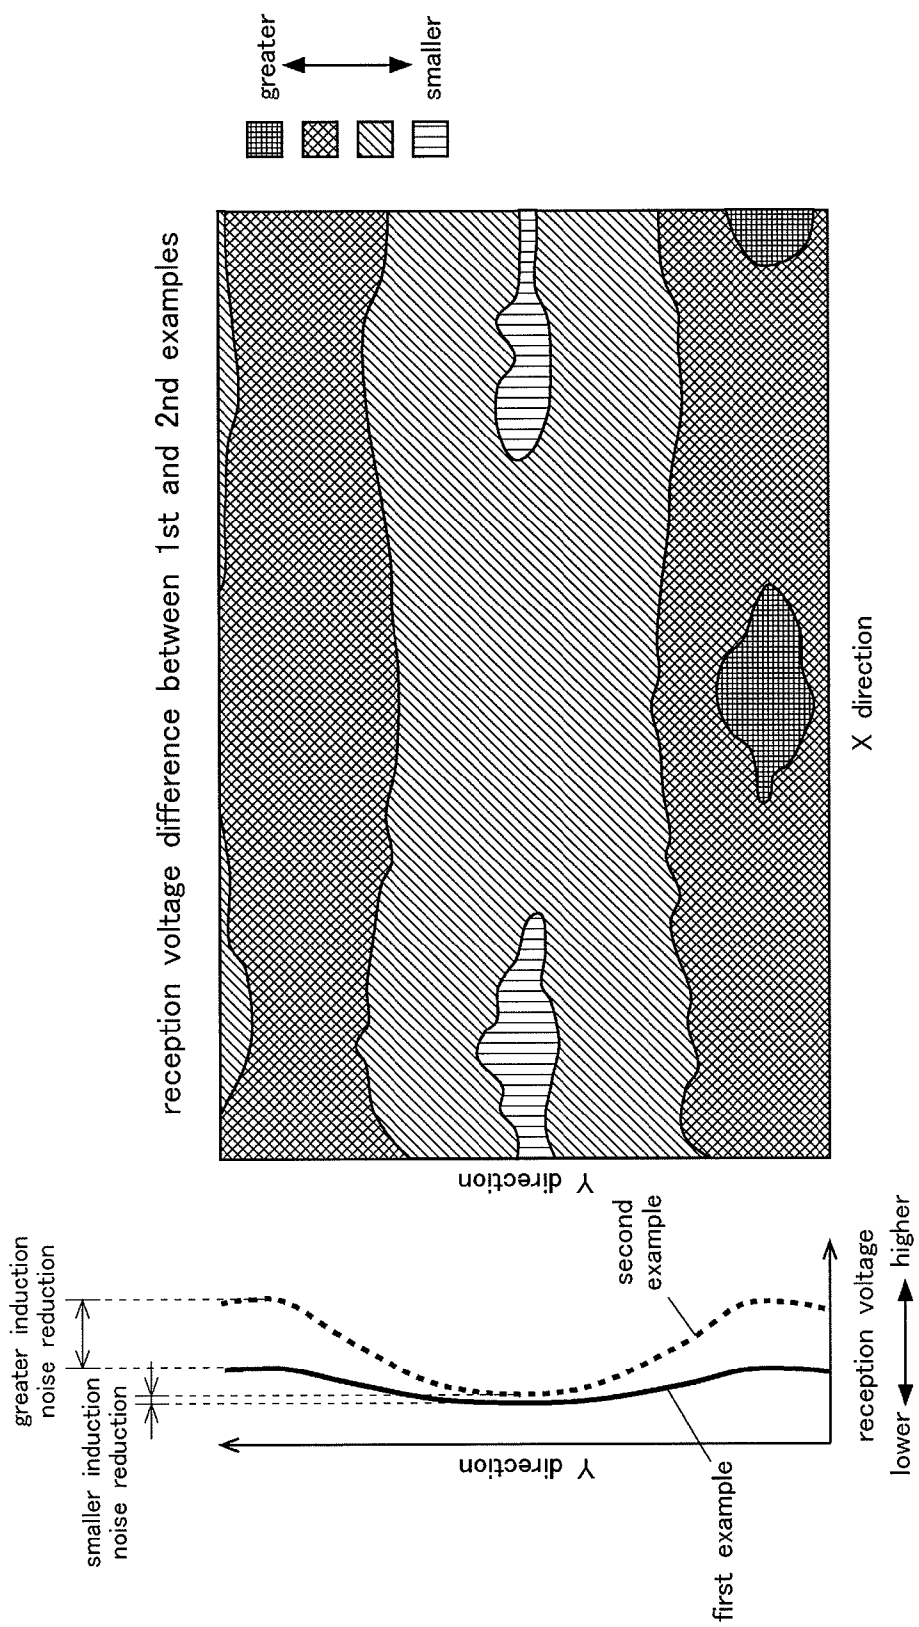 reception voltage difference between 1st and 2nd examples
greater
smaller
greater induction
noise reduction
smaller induction
noise reduction
Y direction
Y direction
second
example
first example
X direction
reception voltage
lower
higher